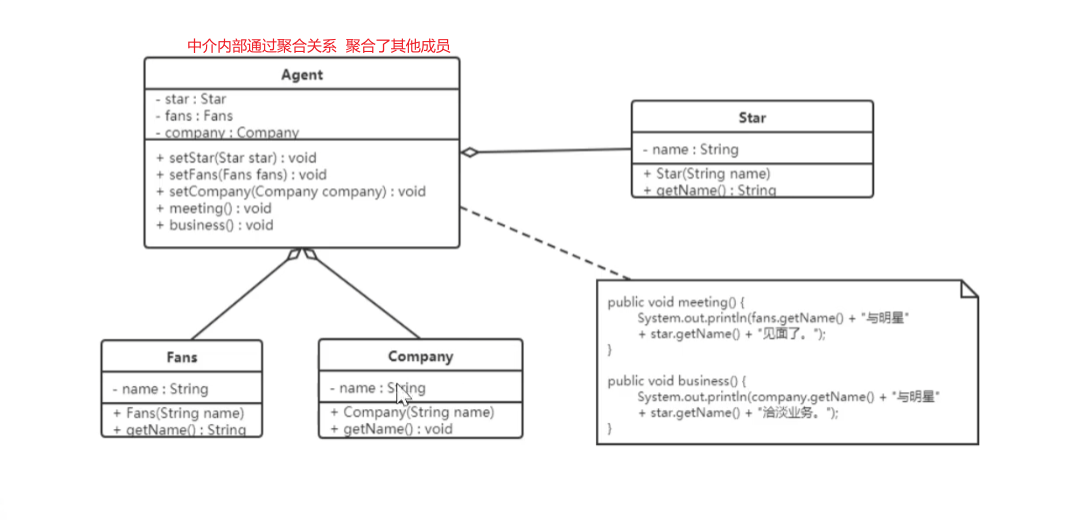 中介内部通过聚合关系 聚合了其他成员
Agent
- star : Star
- fans : Fans
- company : Company
+ setStar(Star star) : void
+ setFans(Fans fans) : void
+ setCompany(Company company) : void
+ meeting() : void
+ business() : void
Star
- name : String
+ Star(String name)
+ getName() : String
Fans
- name : String
+ Fans(String name)
+ getName() : String
Company
- name : String
+ Company(String name)
+ getName() : void
public void meeting() {
System.out.println(fans.getName() + "与明星"
+ star.getName() + "见面了。");
}
public void business() {
System.out.println(company.getName() + "与明星"
+ star.getName() + "洽淡业务。");
}